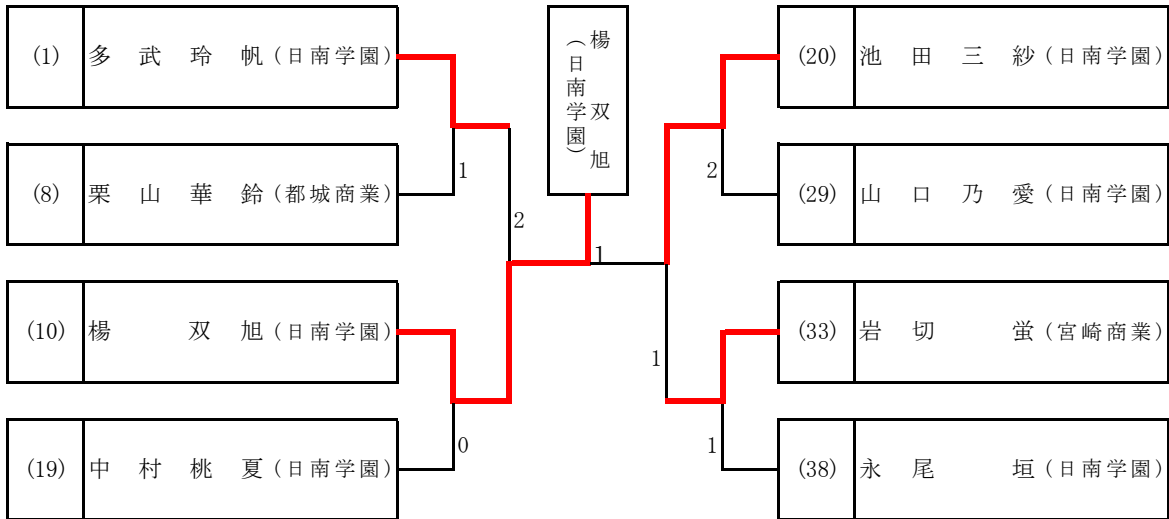 (1) 多武玲帆(日南学園)
(8) 栗山華鈴(都城商業)
(10) 楊双旭(日南学園)
(19) 中村桃夏(日南学園)
1
2
0
楊双旭
(日南学園)
1
(20) 池田三紗(日南学園)
(29) 山口乃愛(日南学園)
(33) 岩切蛍(宮崎商業)
(38) 永尾垣(日南学園)
2
1
1